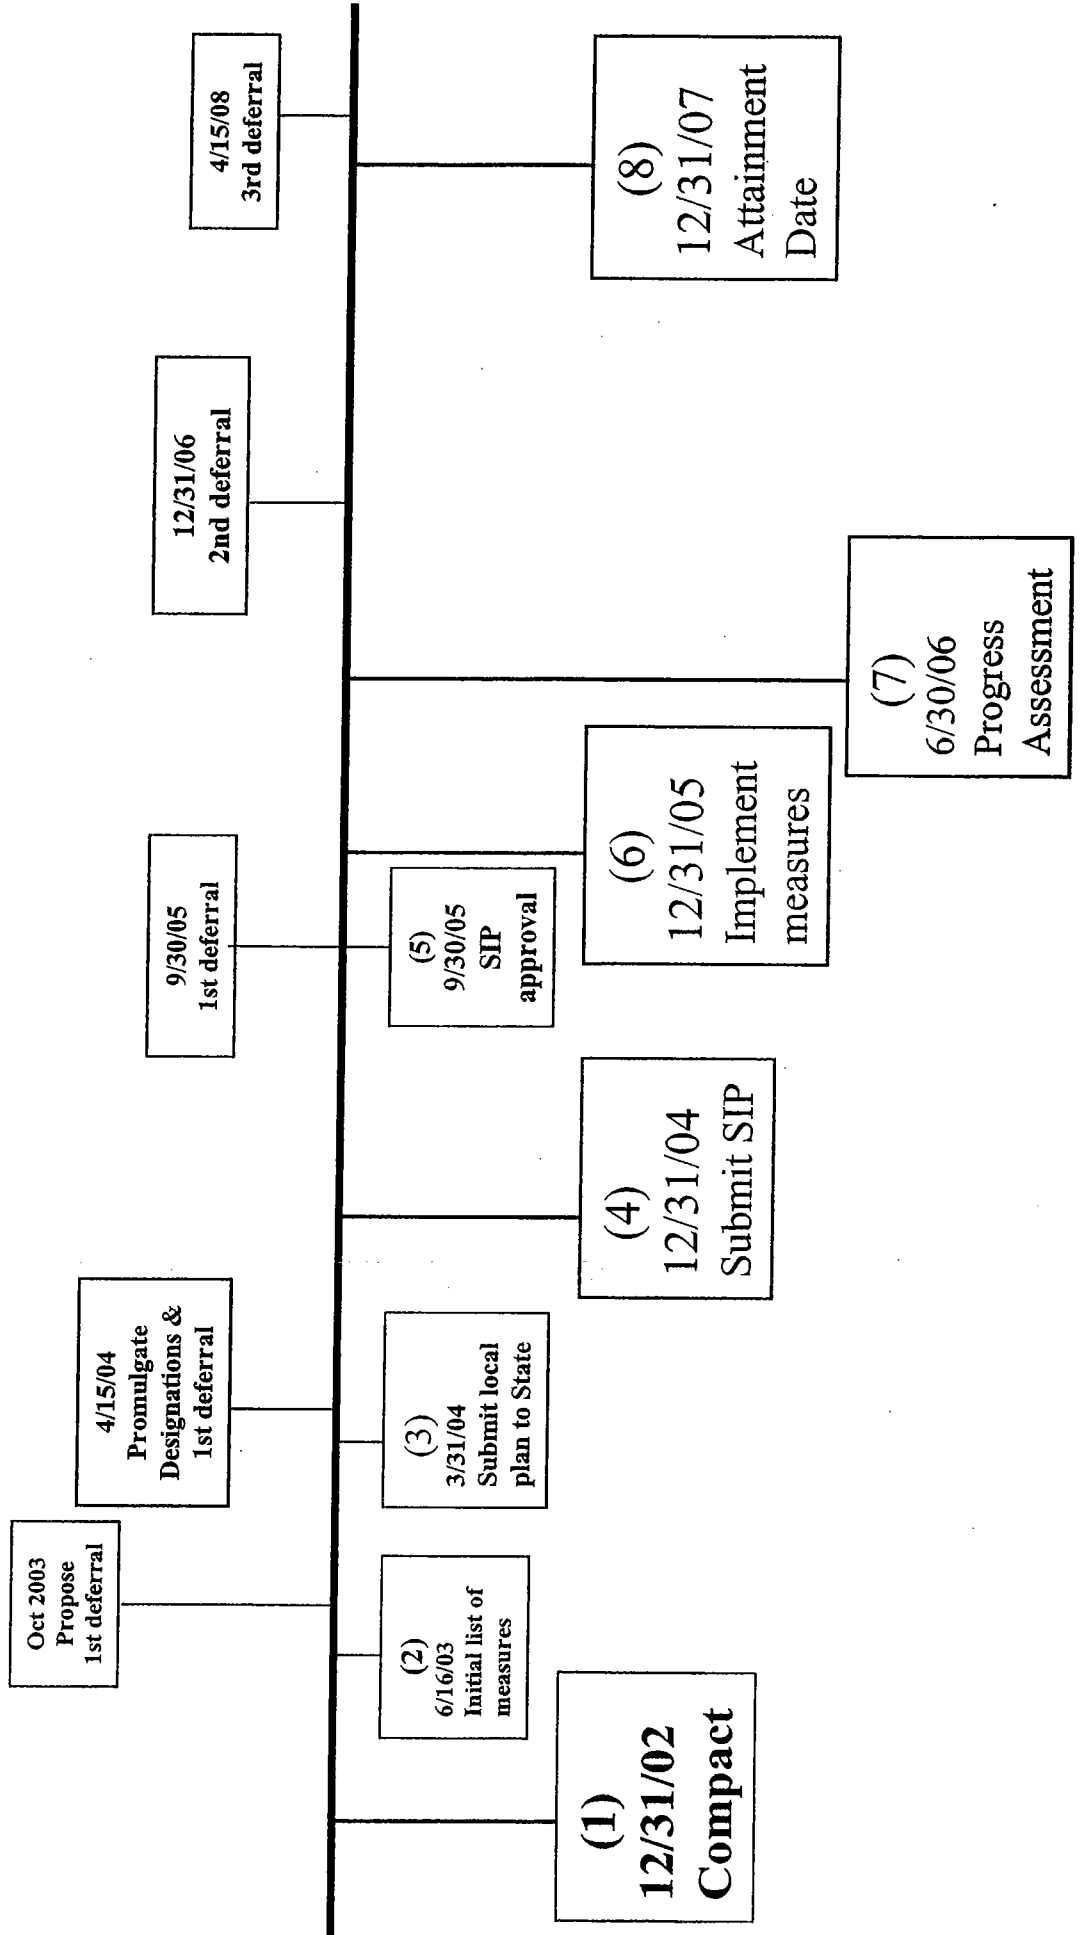 Oct 2003
Propose
1st deferral
4/15/04
Promulgate
Designations &
1st deferral
9/30/05
1st deferral
12/31/06
2nd deferral
4/15/08
3rd deferral
(1)
12/31/02
Compact
(2)
6/16/03
Initial list of
measures
(3)
3/31/04
Submit local
plan to State
(4)
12/31/04
Submit SIP
(5)
9/30/05
SIP
approval
(6)
12/31/05
Implement
measures
(7)
6/30/06
Progress
Assessment
(8)
12/31/07
Attainment
Date